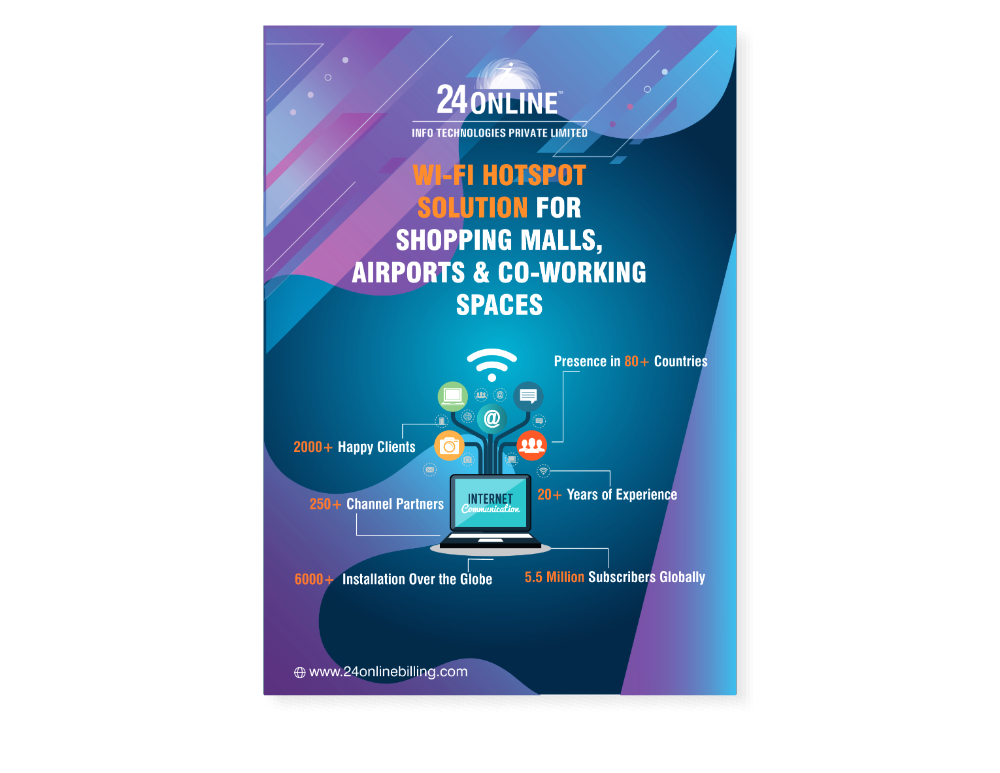 24ONLINE™
INFO TECHNOLOGIES PRIVATE LIMITED
WI-FI HOTSPOT
SOLUTION FOR
SHOPPING MALLS,
AIRPORTS & CO-WORKING
SPACES
Presence in 80+ Countries
@
2000+ Happy Clients
20+ Years of Experience
250+ Channel Partners
INTERNET
Communication
6000+ Installation Over the Globe
5.5 Million Subscribers Globally
www.24onlinebilling.com